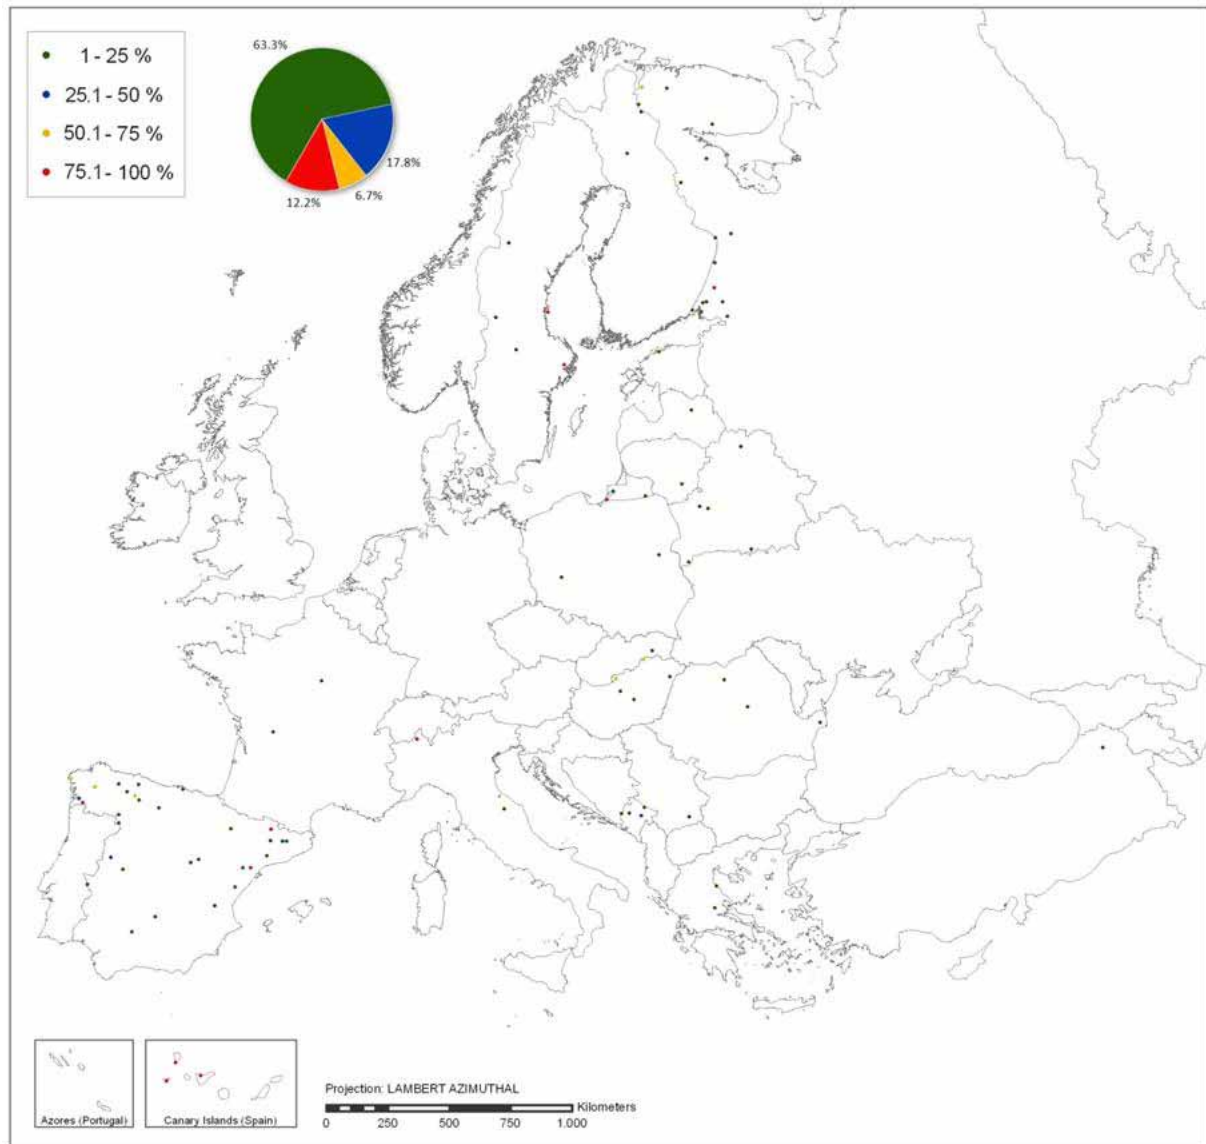 1 - 25 %
25.1 - 50 %
50.1 - 75 %
75.1 - 100 %
63.3%
17.8%
6.7%
12.2%
Azores (Portugal)
Canary Islands (Spain)
Projection: LAMBERT AZIMUTHAL
Kilometers
0 250 500 750 1.000